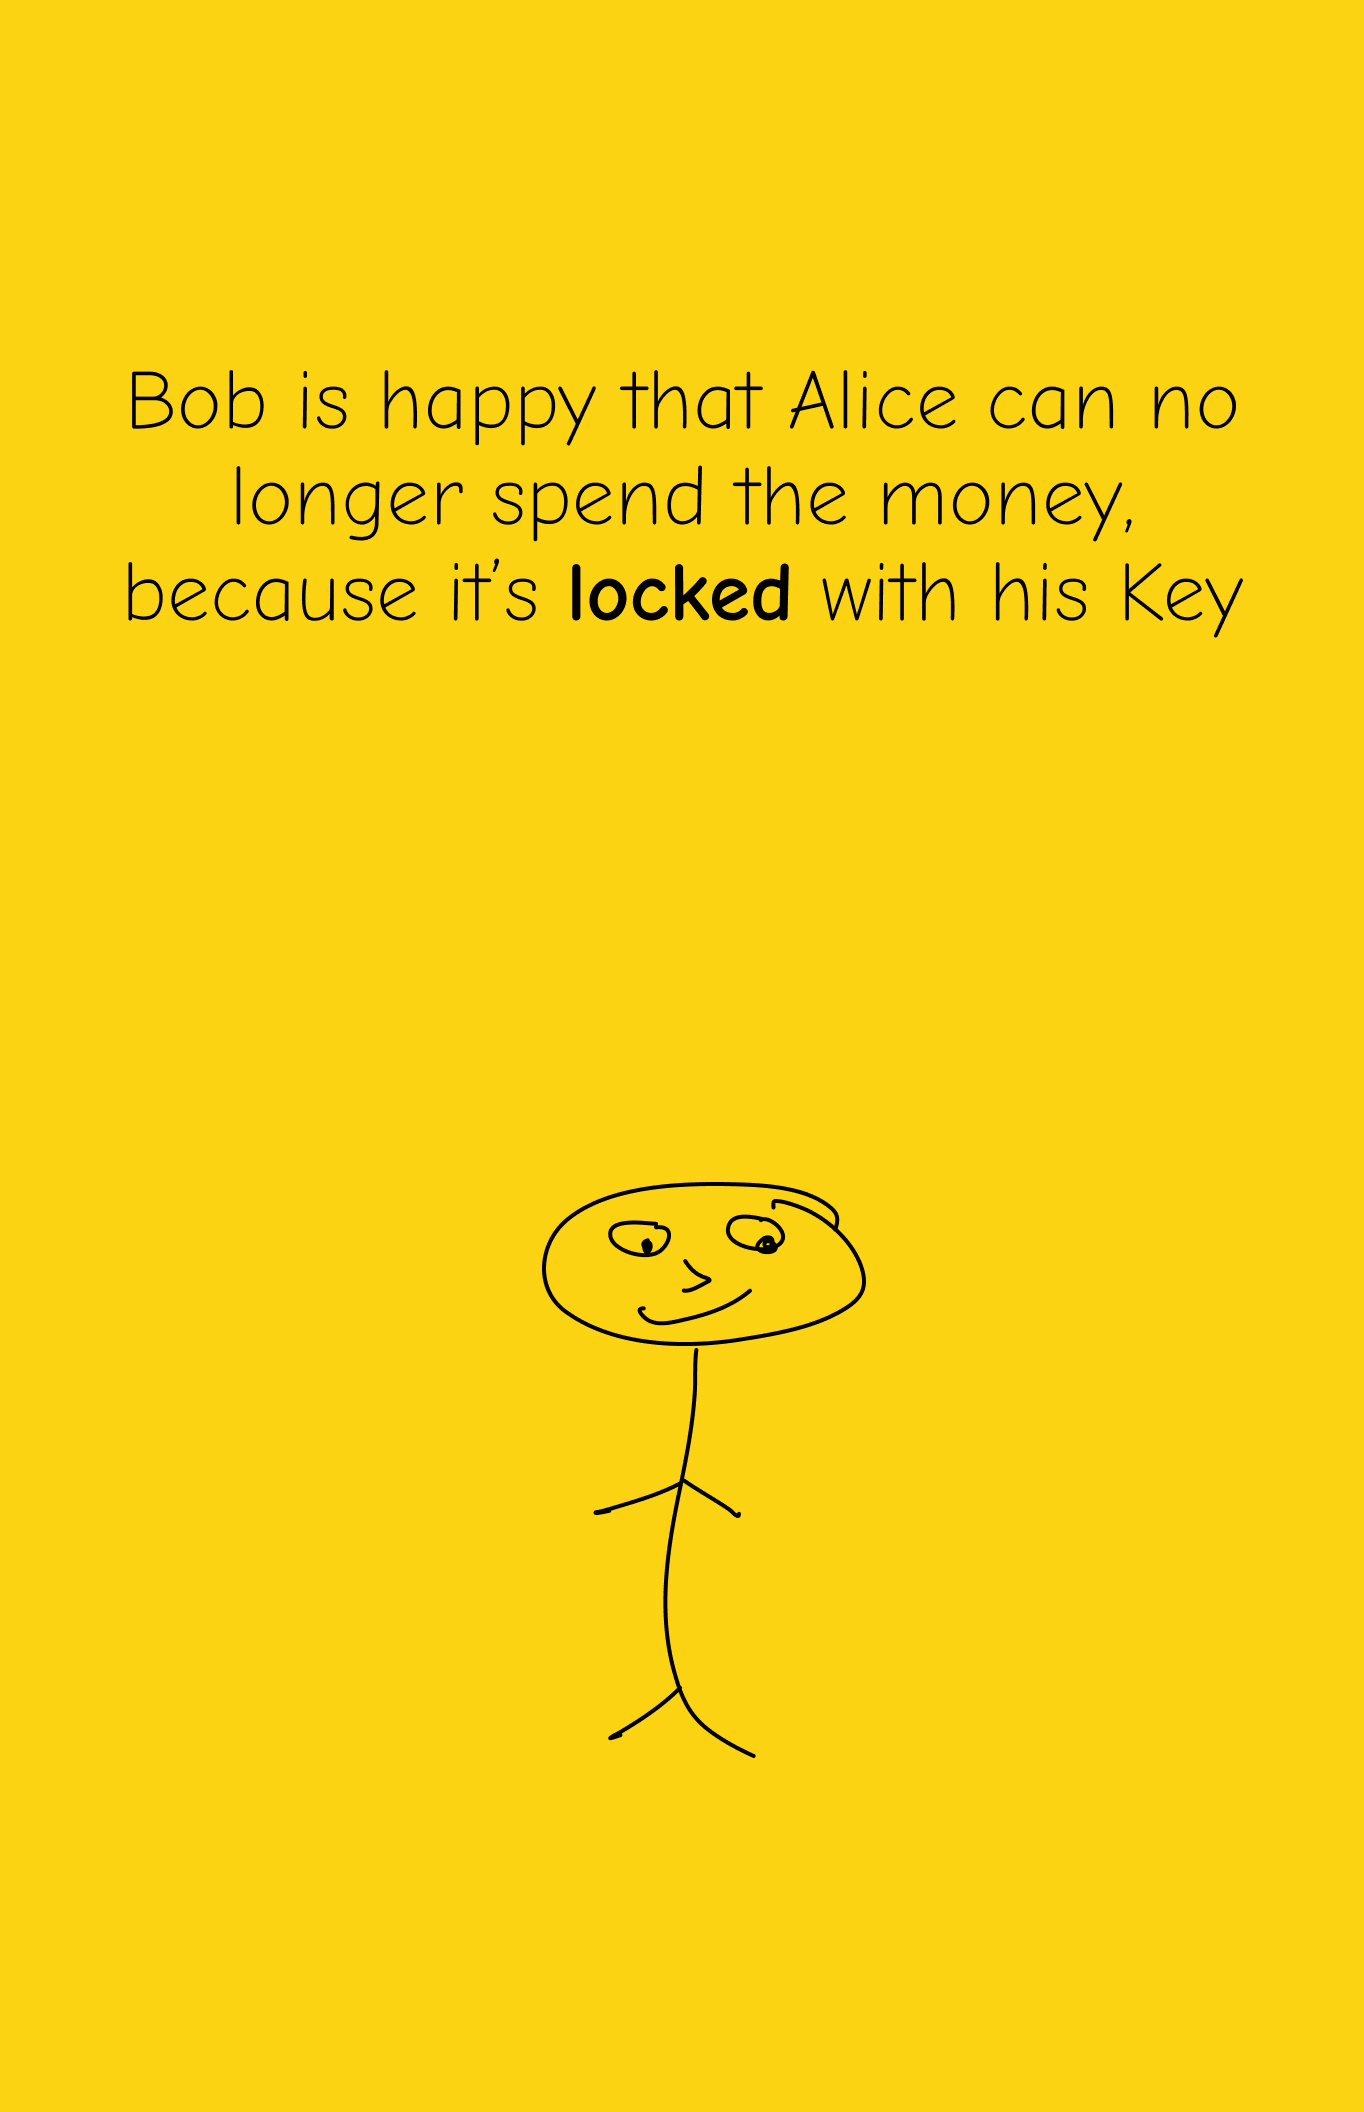 Bob is happy that Alice can no
longer spend the money,
because it’s locked with his Key